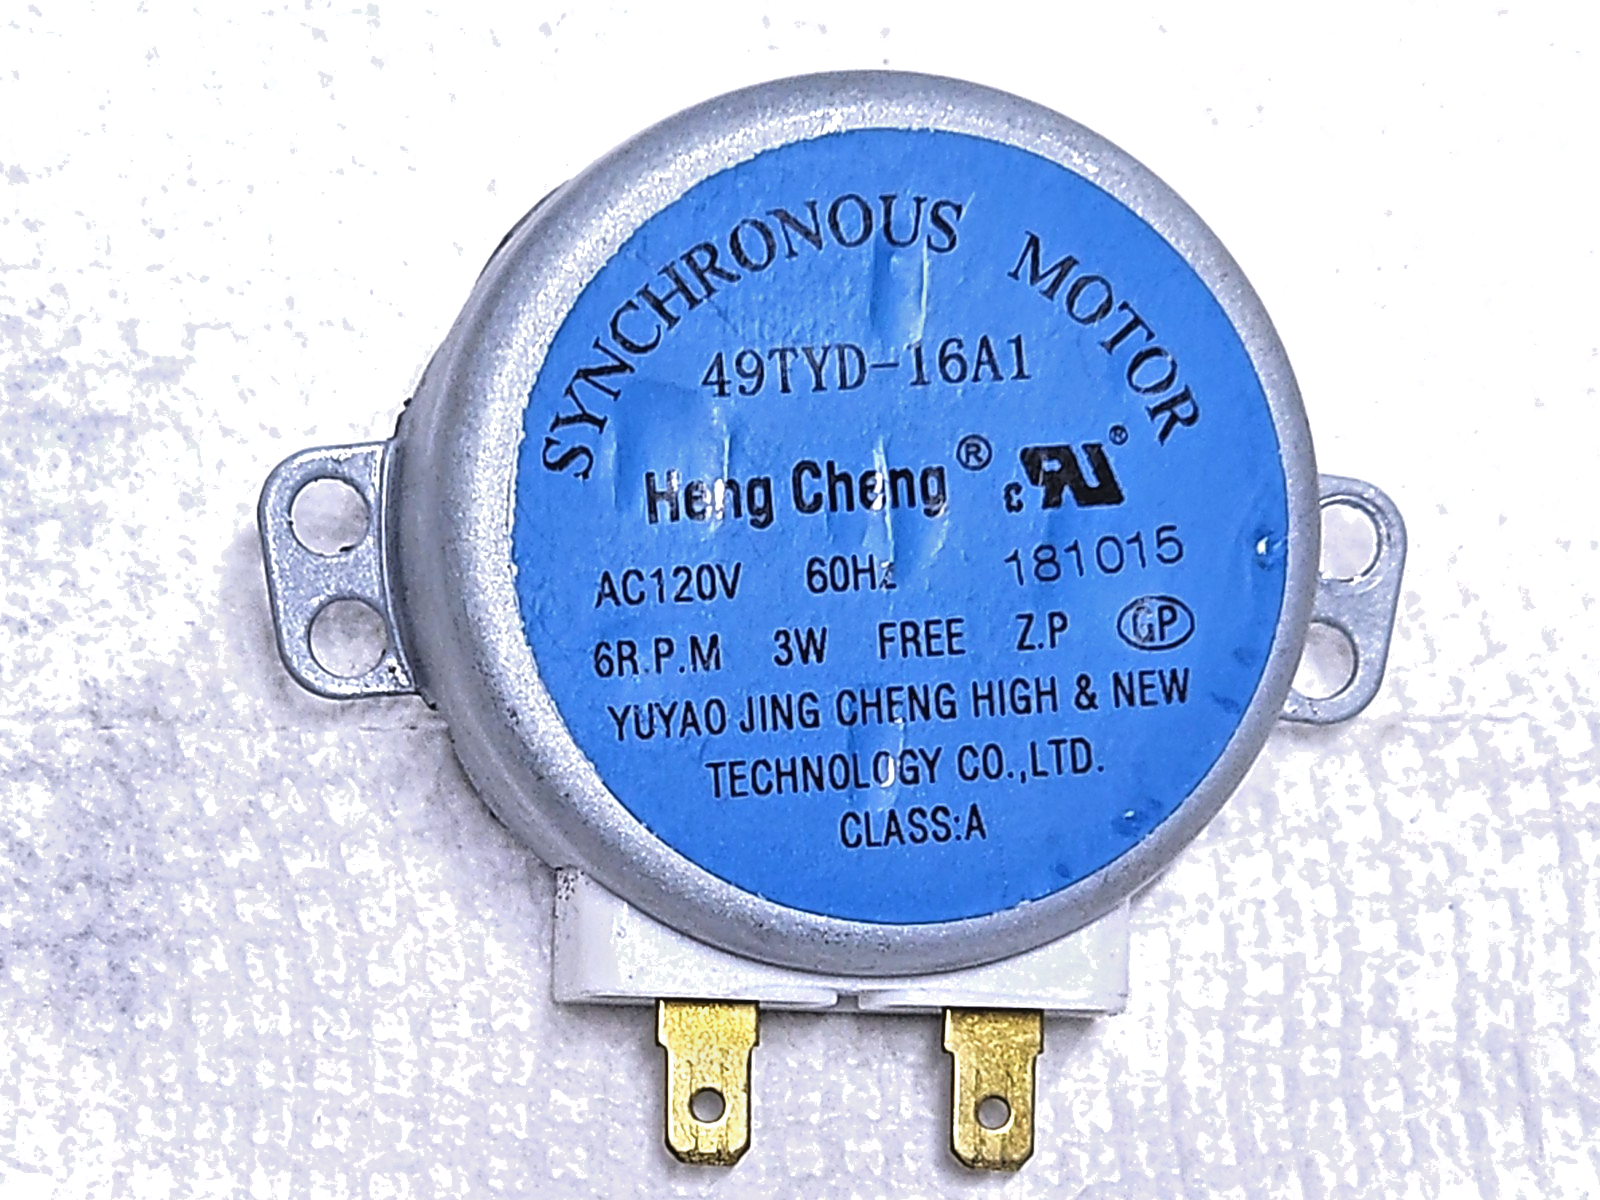 SYNCHRONOUS MOTOR
49TYD-16A1
Heng Cheng® cRU®
AC120V 60Hz 181015
6R.P.M 3W FREE Z.P GP
YUYAO JING CHENG HIGH & NEW
TECHNOLOGY CO.,LTD.
CLASS:A